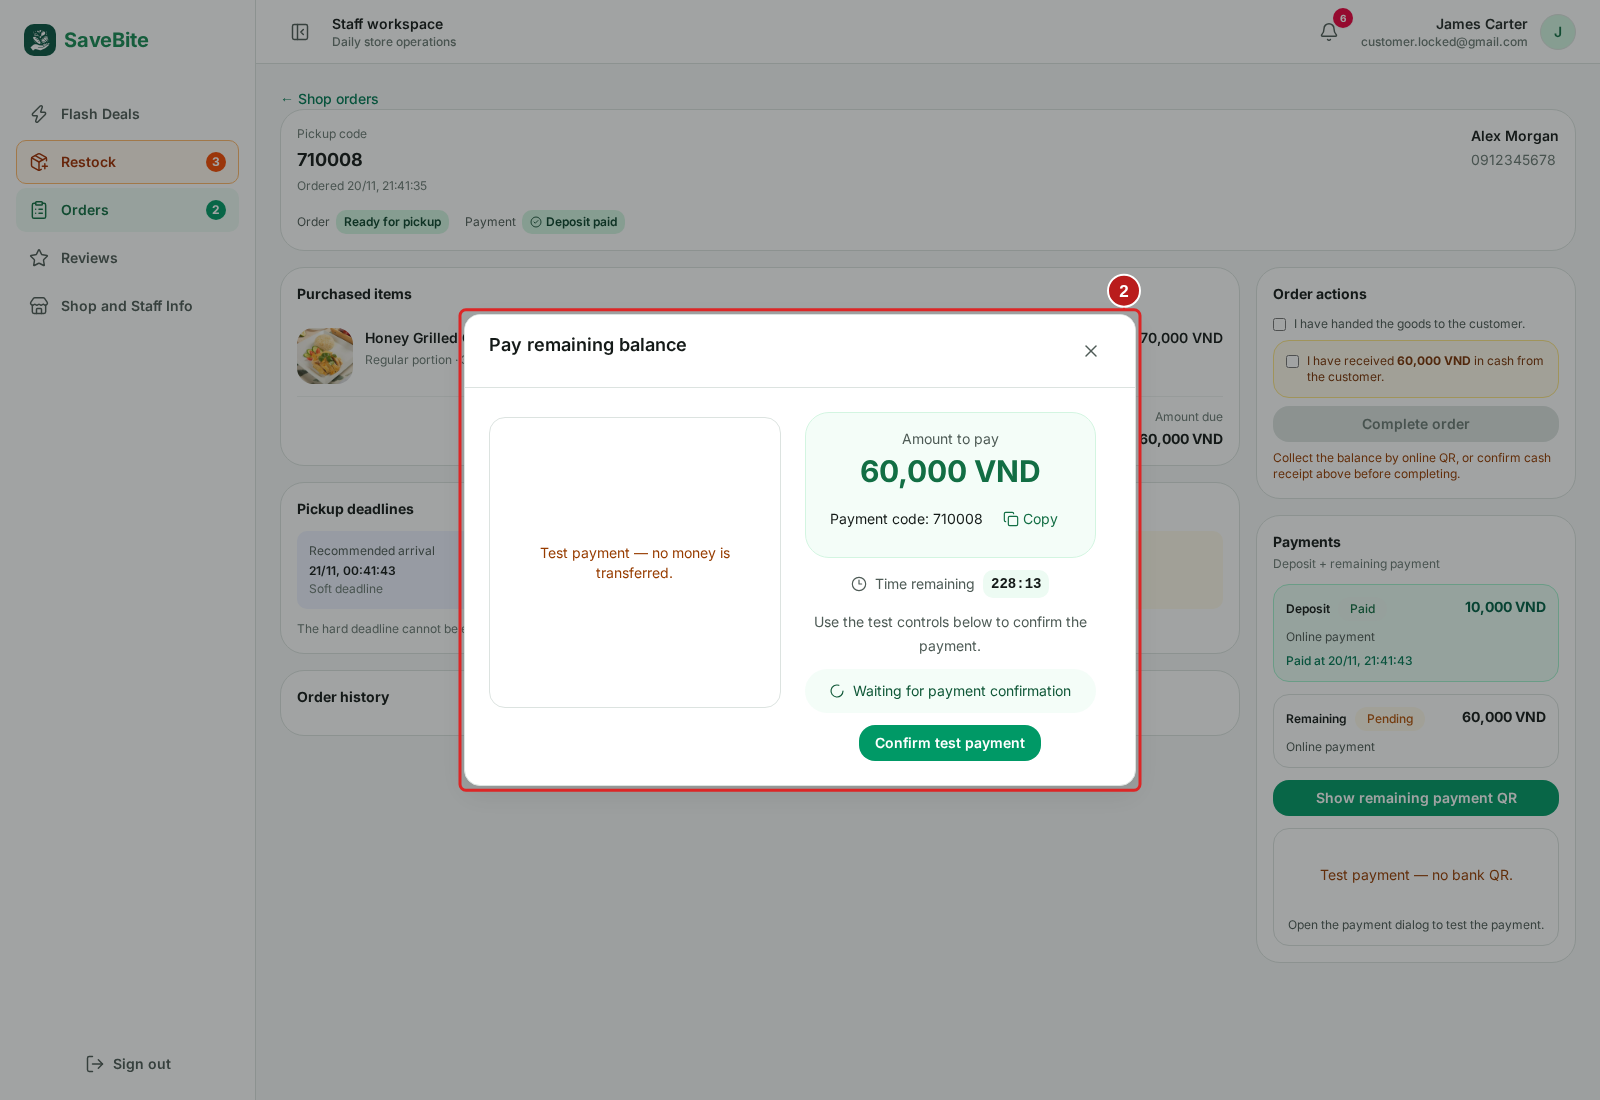 SaveBite
Flash Deals
Restock
3
Orders
2
Reviews
Shop and Staff Info
Sign out
Staff workspace
Daily store operations
6
James Carter
customer.locked@gmail.com
J
← Shop orders
Pickup code
710008
Ordered 20/11, 21:41:35
Order Ready for pickup Payment Deposit paid
Alex Morgan
0912345678
Purchased items
Honey Grilled
Regular portion ·
70,000 VND
Amount due
60,000 VND
Pickup deadlines
Recommended arrival
21/11, 00:41:43
Soft deadline
The hard deadline cannot be
Order history
2
Pay remaining balance
Test payment — no money is
transferred.
Amount to pay
60,000 VND
Payment code: 710008 Copy
Time remaining 228:13
Use the test controls below to confirm the
payment.
Waiting for payment confirmation
Confirm test payment
Order actions
I have handed the goods to the customer.
I have received 60,000 VND in cash from
the customer.
Complete order
Collect the balance by online QR, or confirm cash
receipt above before completing.
Payments
Deposit + remaining payment
Deposit Paid 10,000 VND
Online payment
Paid at 20/11, 21:41:43
Remaining Pending 60,000 VND
Online payment
Show remaining payment QR
Test payment — no bank QR.
Open the payment dialog to test the payment.